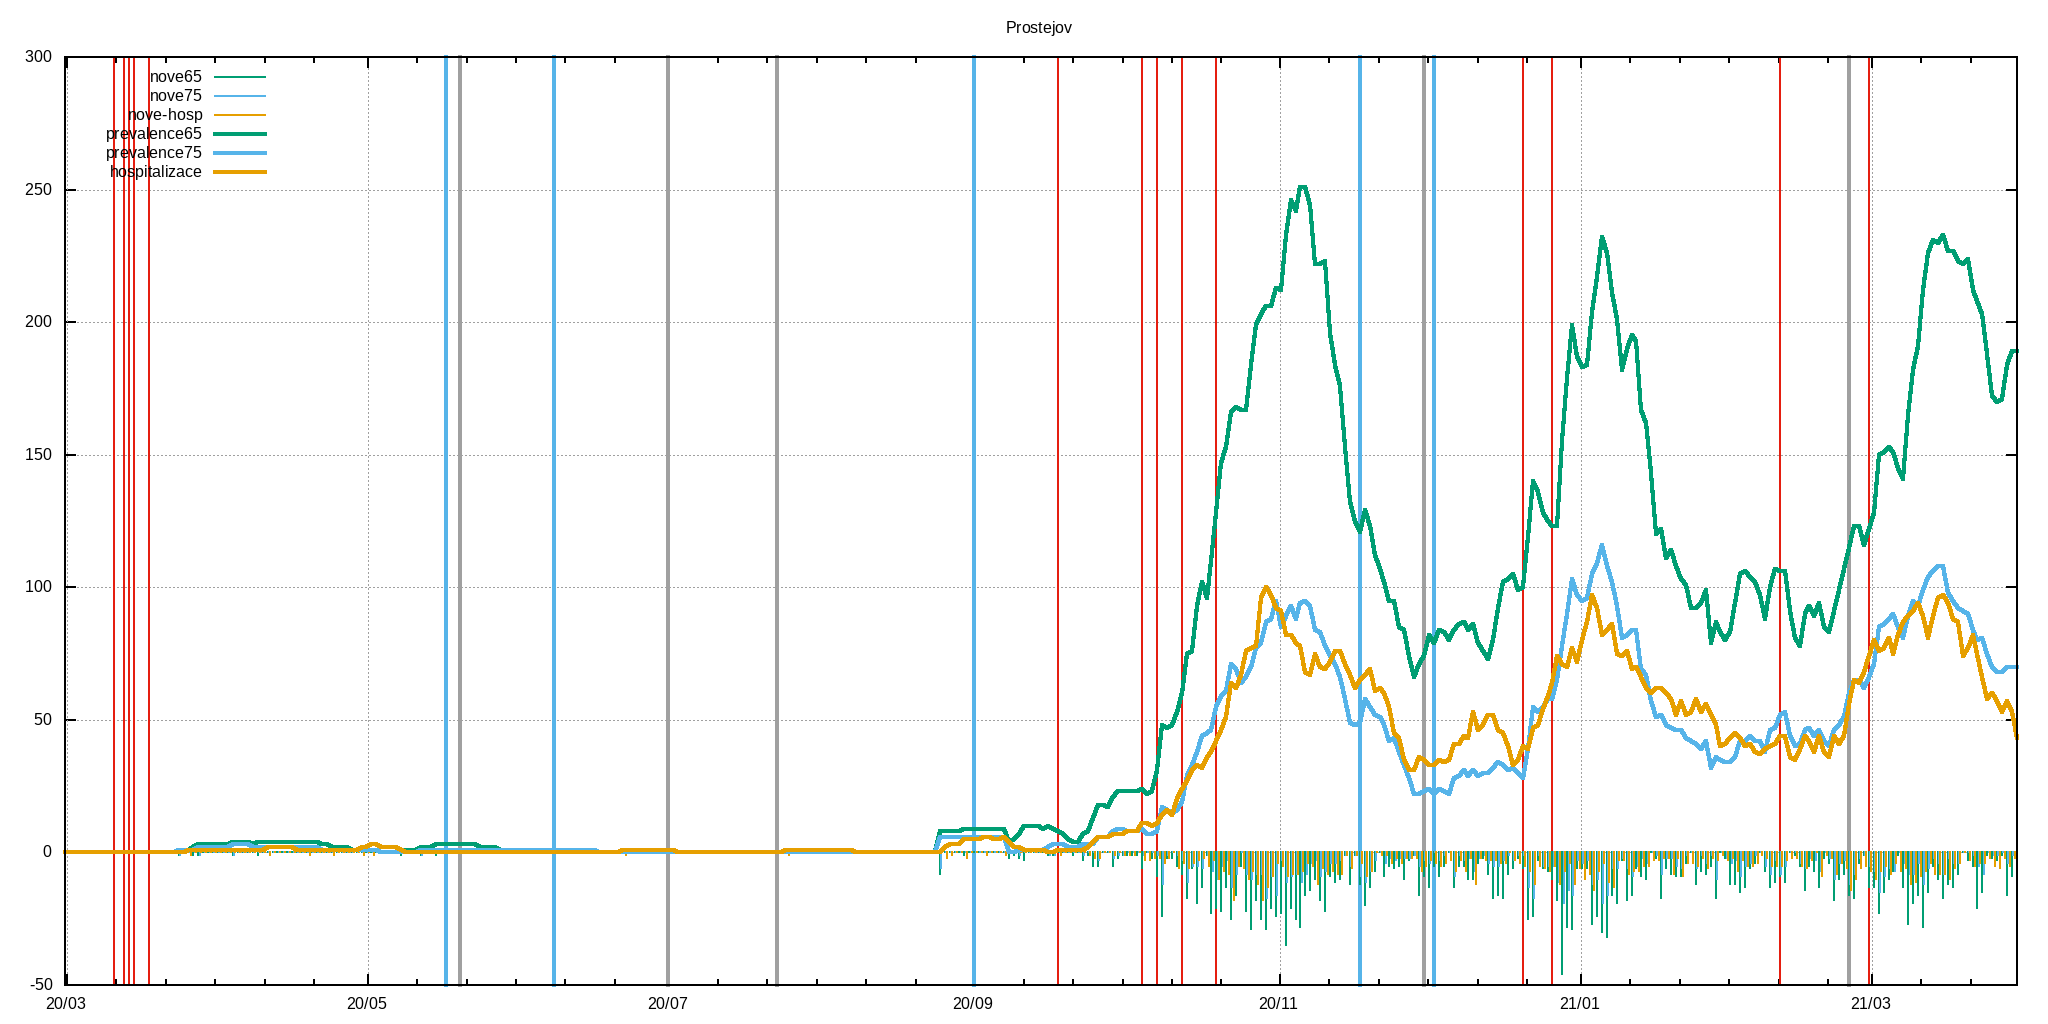 Prostejov
300
250
200
150
100
50
0
-50
nove65
nove75
nove-hosp
prevalence65
prevalence75
hospitalizace
20/03 20/05 20/07 20/09 20/11 21/01 21/03